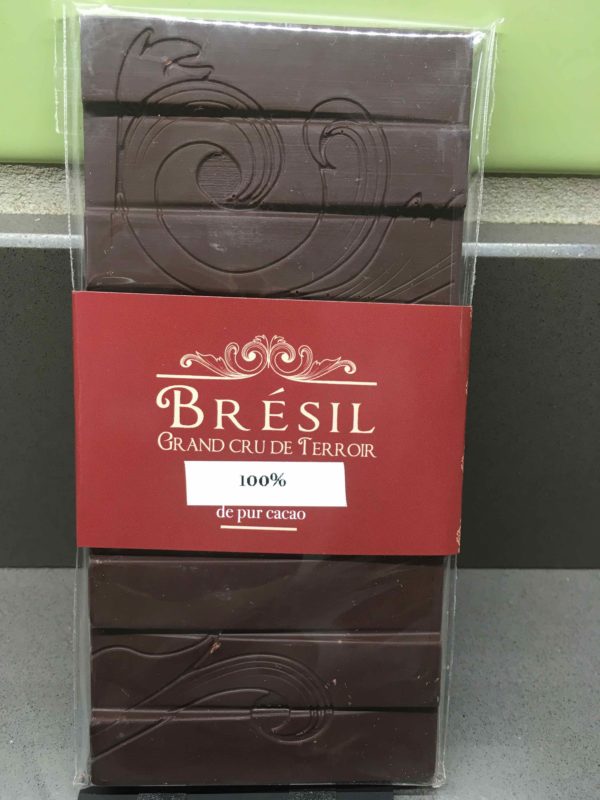 Brésil
Grand cru de Terroir
100%
de pur cacao